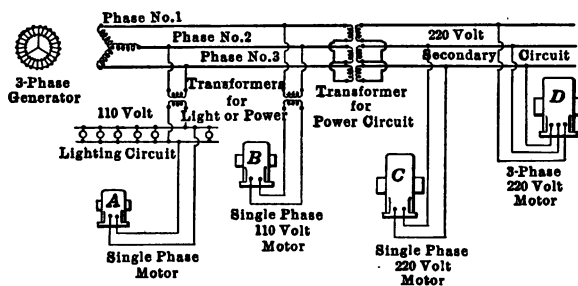 Phase No.1
Phase No.2
Phase No.3
220 Volt
Secondary Circuit
3-Phase
Generator
Transformers
for
Light or Power
Transformer
for
Power Circuit
110 Volt
Lighting Circuit
A
B
C
D
Single Phase
Motor
Single Phase
110 Volt
Motor
Single Phase
220 Volt
Motor
3-Phase
220 Volt
Motor